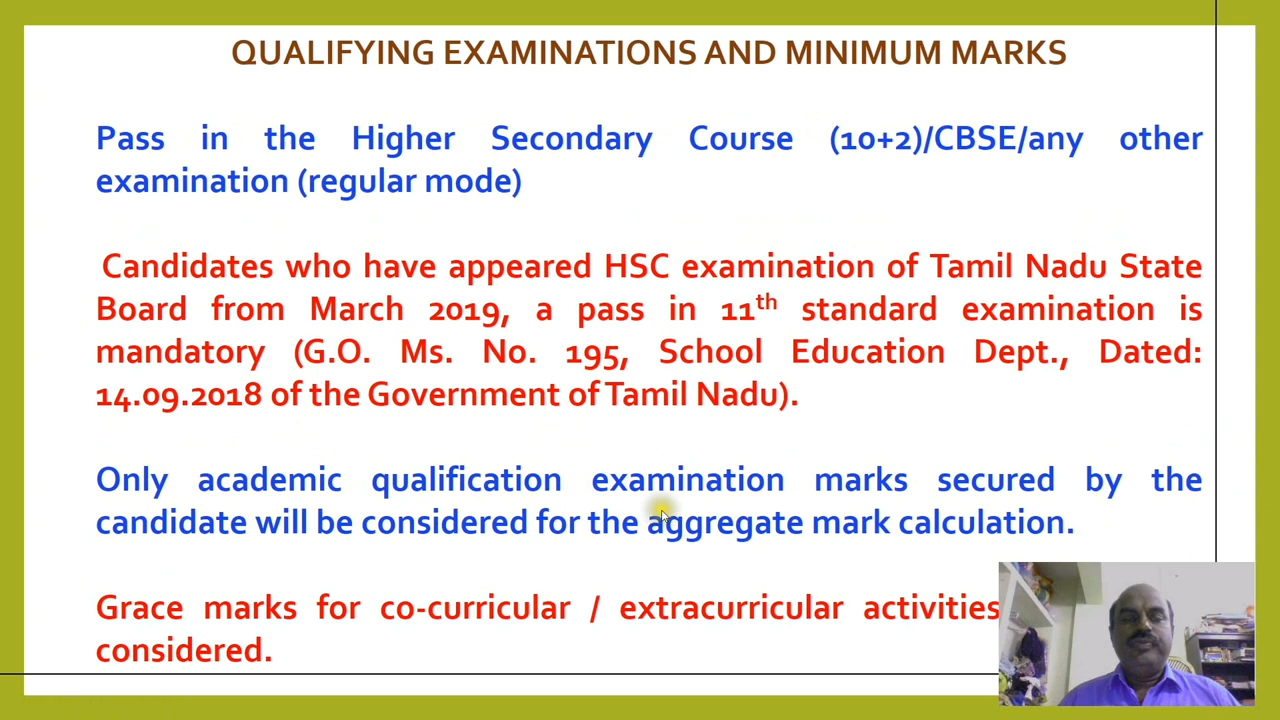 QUALIFYING EXAMINATIONS AND MINIMUM MARKS
Pass in the Higher Secondary Course (10+2)/CBSE/any other
examination (regular mode)
Candidates who have appeared HSC examination of Tamil Nadu State
Board from March 2019, a pass in 11th standard examination is
mandatory (G.O. Ms. No. 195, School Education Dept., Dated:
14.09.2018 of the Government of Tamil Nadu).
Only academic qualification examination marks secured by the
candidate will be considered for the aggregate mark calculation.
Grace marks for co-curricular / extracurricular activities
considered.